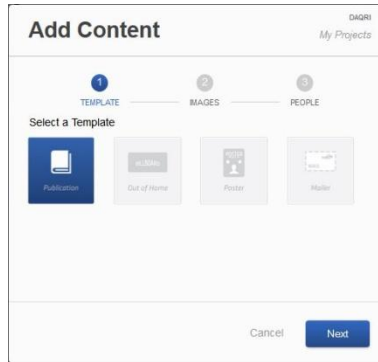 Add Content
DAQRI
My Projects
1
2
3
TEMPLATE
IMAGES
PEOPLE
Select a Template
Publication
Out of Home
Poster
Mailer
Cancel
Next